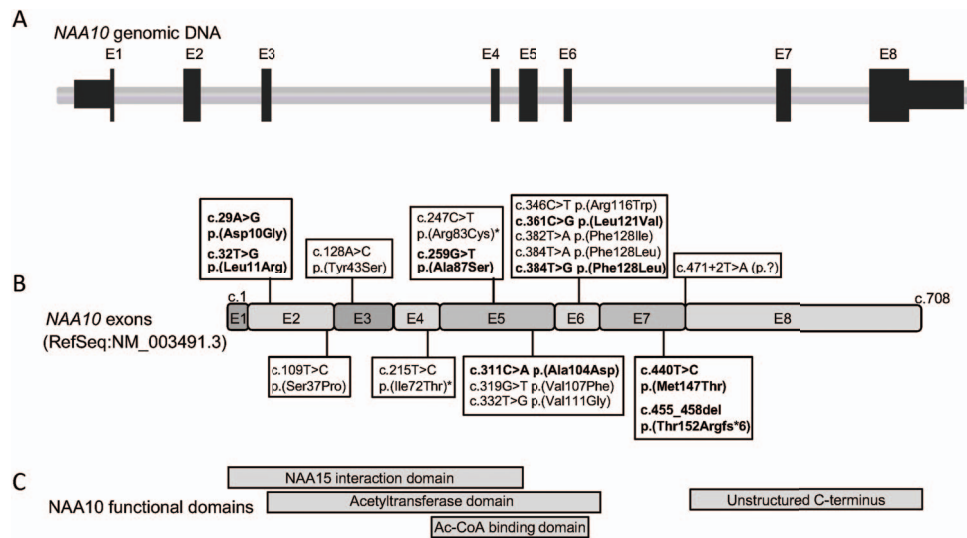 A
NAA10 genomic DNA
E1
E2
E3
E4
E5
E6
E7
E8
c.29A>G
p.(Asp10Gly)
c.32T>G
p.(Leu11Arg)
c.128A>C
p.(Tyr43Ser)
c.247C>T
p.(Arg83Cys)*
c.259G>T
p.(Ala87Ser)
c.346C>T p.(Arg116Trp)
c.361C>G p.(Leu121Val)
c.382T>A p.(Phe128Ile)
c.384T>A p.(Phe128Leu)
c.384T>G p.(Phe128Leu)
c.471+2T>A (p.?)
B
c.1
c.708
NAA10 exons
(RefSeq:NM_003491.3)
E1
E2
E3
E4
E5
E6
E7
E8
c.109T>C
p.(Ser37Pro)
c.215T>C
p.(Ile72Thr)*
c.311C>A p.(Ala104Asp)
c.319G>T p.(Val107Phe)
c.332T>G p.(Val111Gly)
c.440T>C
p.(Met147Thr)
c.455_458del
p.(Thr152Argfs*6)
C
NAA10 functional domains
NAA15 interaction domain
Acetyltransferase domain
Ac-CoA binding domain
Unstructured C-terminus